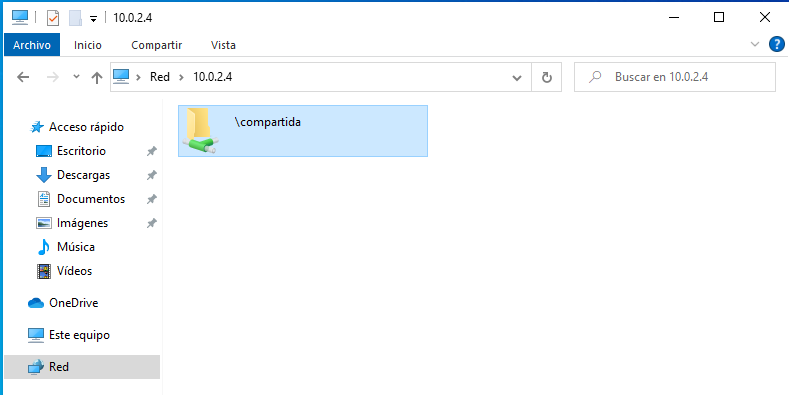 10.0.2.4
Archivo Inicio Compartir Vista
Red 10.0.2.4
Buscar en 10.0.2.4
Acceso rápido
Escritorio
Descargas
Documentos
Imágenes
Música
Vídeos
OneDrive
Este equipo
Red
\compartida